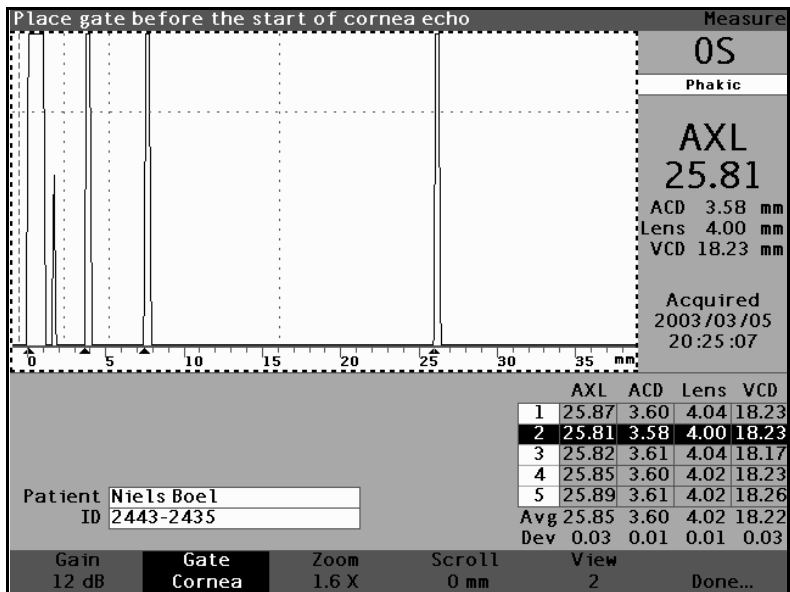 Place gate before the start of cornea echo Measure
OS
Phakic
AXL
25.81
ACD 3.58 mm
Lens 4.00 mm
VCD 18.23 mm
Acquired
2003/03/05
20:25:07
0 5 10 15 20 25 30 35 mm
AXL ACD Lens VCD
1 25.87 3.60 4.04 18.23
2 25.81 3.58 4.00 18.23
3 25.82 3.61 4.04 18.17
4 25.85 3.60 4.02 18.23
5 25.89 3.61 4.02 18.26
Avg 25.85 3.60 4.02 18.22
Dev 0.03 0.01 0.01 0.03
Patient Niels Boel
ID 2443-2435
Gain Gate Zoom Scroll View
12 dB Cornea 1.6 X 0 mm 2 Done...